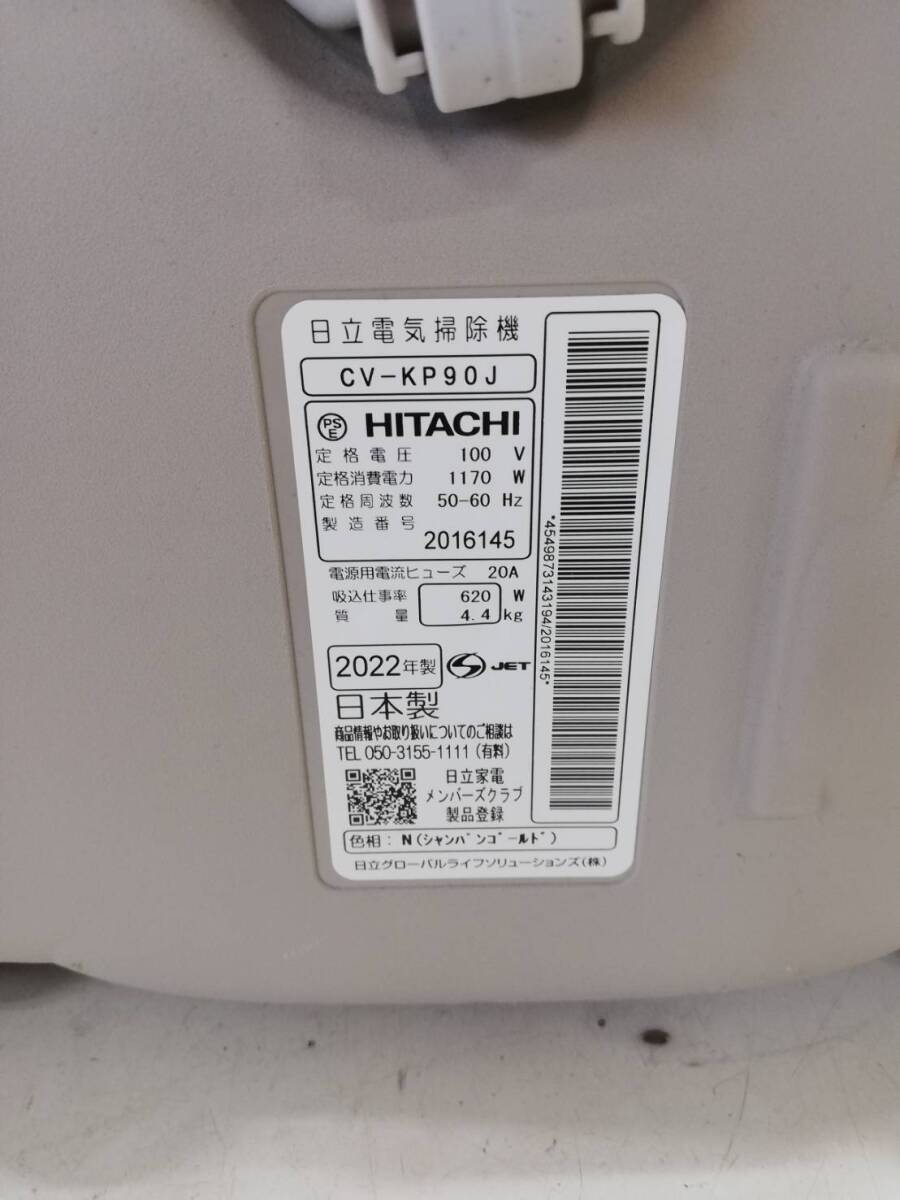 日立電気掃除機
CV-KP90J
PS E HITACHI
定格電圧 100 V
定格消費電力 1170 W
定格周波数 50-60 Hz
製造番号
2016145
電源用電流ヒューズ 20A
吸込仕事率 620 W
質量 4.4 kg
2022年製 S JET
日本製
商品情報やお取り扱いについてのご相談は
TEL 050-3155-1111 (有料)
日立家電
メンバーズクラブ
製品登録
色相: N(シャンパンゴールド)
日立グローバルライフソリューションズ(株)
*4549873143194/2016145*